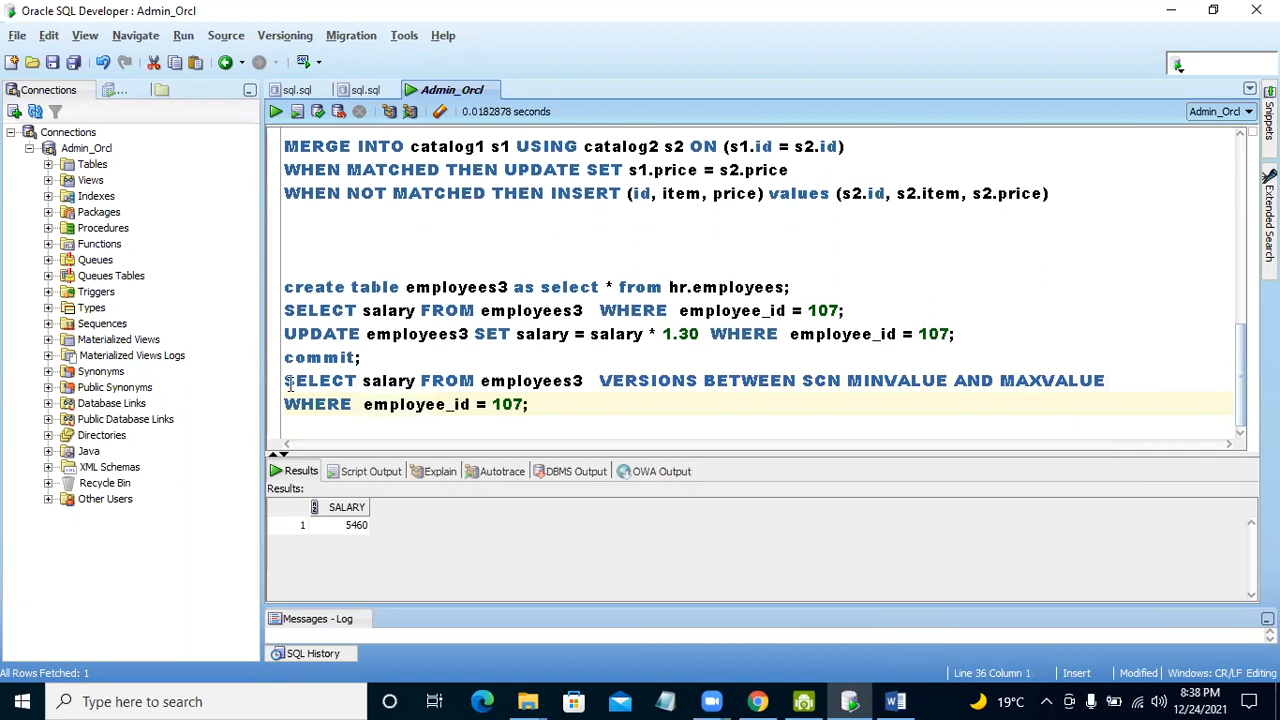 Oracle SQL Developer : Admin_Orcl
File Edit View Navigate Run Source Versioning Migration Tools Help
Connections ... sql.sql sql.sql Admin_Orcl
0.0182878 seconds Admin_Orcl
Connections
Admin_Orcl
Tables
Views
Indexes
Packages
Procedures
Functions
Queues
Queues Tables
Triggers
Types
Sequences
Materialized Views
Materialized Views Logs
Synonyms
Public Synonyms
Database Links
Public Database Links
Directories
Java
XML Schemas
Recycle Bin
Other Users
MERGE INTO catalog1 s1 USING catalog2 s2 ON (s1.id = s2.id)
WHEN MATCHED THEN UPDATE SET s1.price = s2.price
WHEN NOT MATCHED THEN INSERT (id, item, price) values (s2.id, s2.item, s2.price)
create table employees3 as select * from hr.employees;
SELECT salary FROM employees3 WHERE employee_id = 107;
UPDATE employees3 SET salary = salary * 1.30 WHERE employee_id = 107;
commit;
SELECT salary FROM employees3 VERSIONS BETWEEN SCN MINVALUE AND MAXVALUE
WHERE employee_id = 107;
Snippets
Extended Search
Results Script Output Explain Autotrace DBMS Output OWA Output
Results:
SALARY
1 5460
Messages - Log
SQL History
All Rows Fetched: 1 Line 36 Column 1 Insert Modified Windows: CR/LF Editing
Type here to search 19°C 8:38 PM
12/24/2021